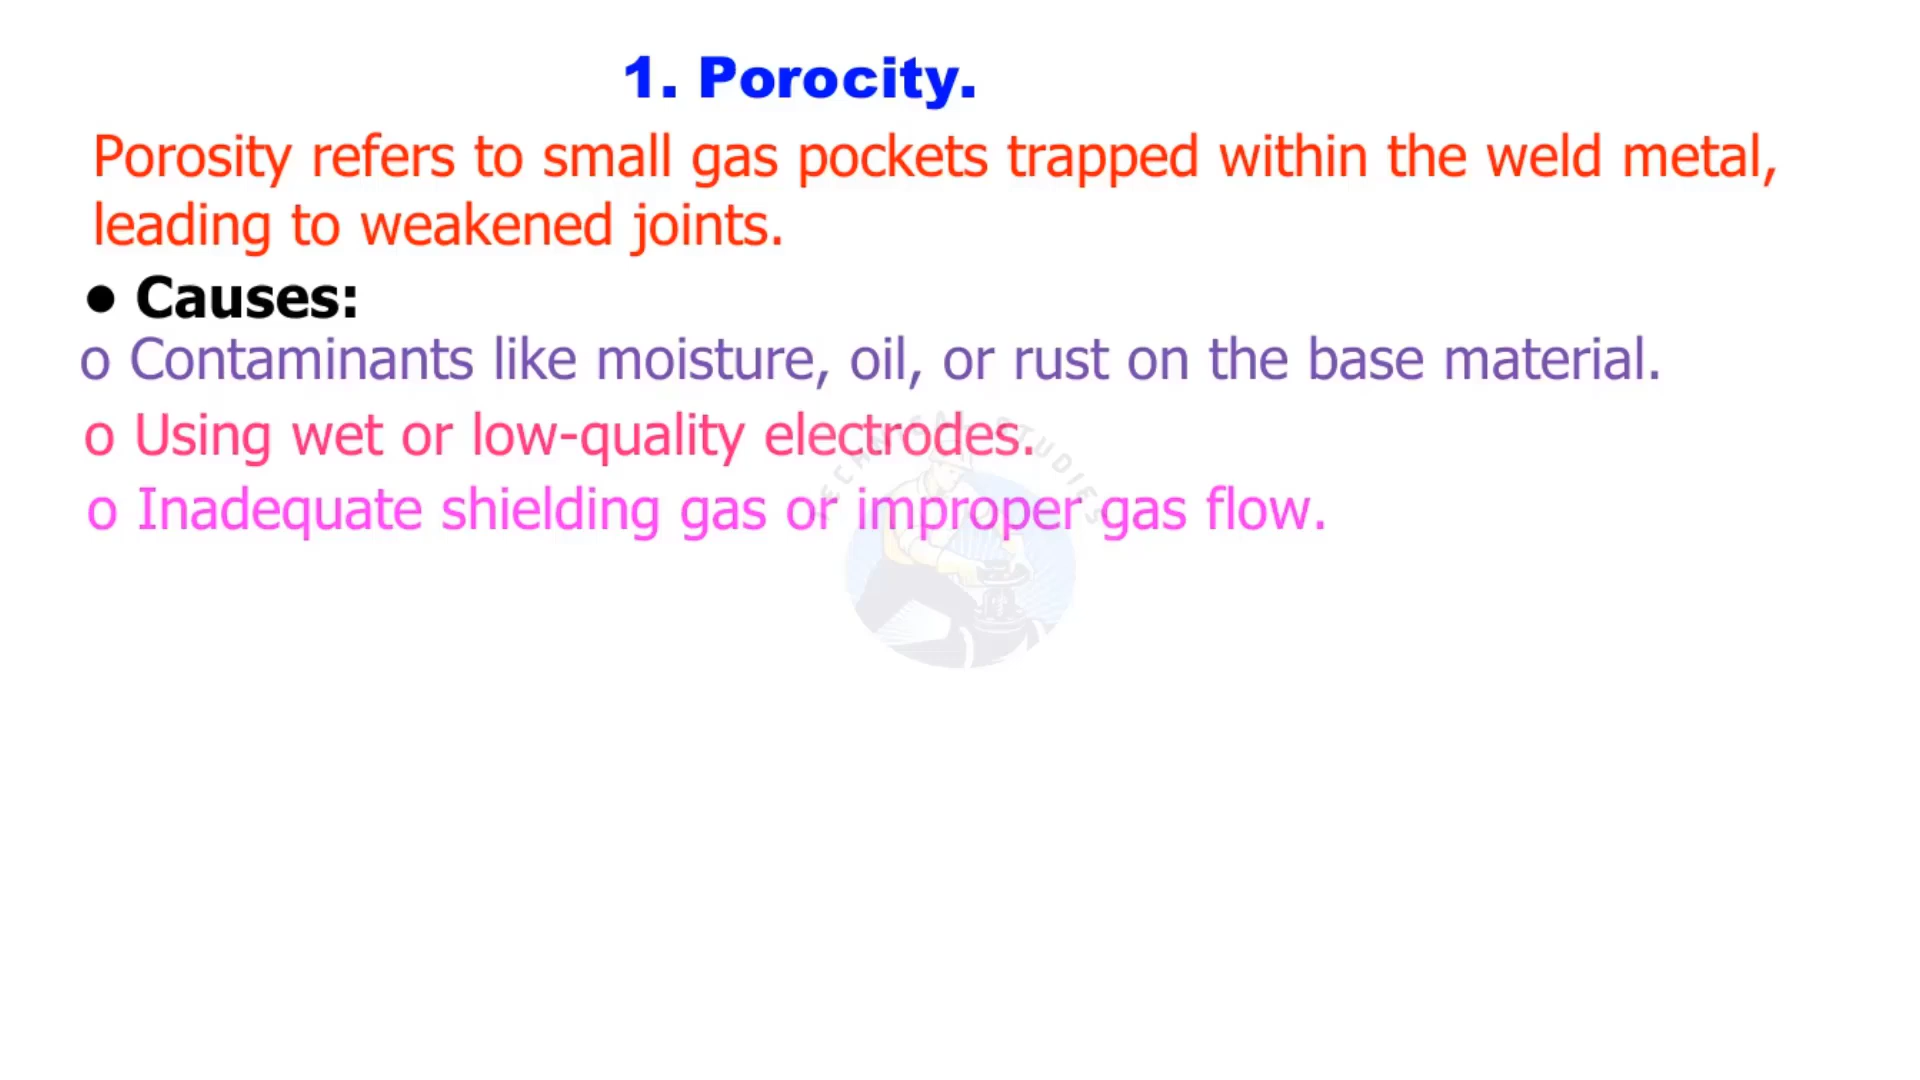 1. Porocity.
Porosity refers to small gas pockets trapped within the weld metal,
leading to weakened joints.
● Causes:
o Contaminants like moisture, oil, or rust on the base material.
o Using wet or low-quality electrodes.
o Inadequate shielding gas or improper gas flow.
TECHNICAL STUDIES